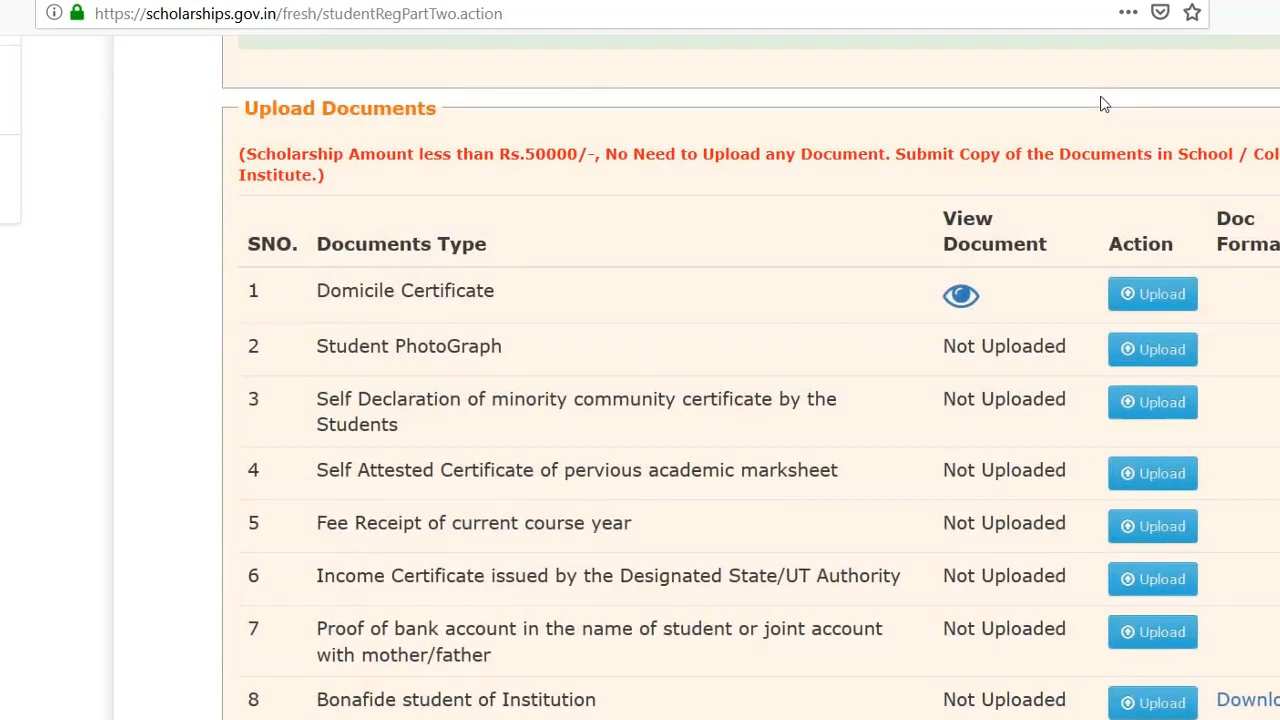 https://scholarships.gov.in/fresh/studentRegPartTwo.action
Upload Documents
(Scholarship Amount less than Rs.50000/-, No Need to Upload any Document. Submit Copy of the Documents in School / Col
Institute.)
SNO. Documents Type View Document Action Doc Forma
1 Domicile Certificate Upload
2 Student PhotoGraph Not Uploaded Upload
3 Self Declaration of minority community certificate by the Not Uploaded Upload
Students
4 Self Attested Certificate of pervious academic marksheet Not Uploaded Upload
5 Fee Receipt of current course year Not Uploaded Upload
6 Income Certificate issued by the Designated State/UT Authority Not Uploaded Upload
7 Proof of bank account in the name of student or joint account Not Uploaded Upload
with mother/father
8 Bonafide student of Institution Not Uploaded Upload Downlo